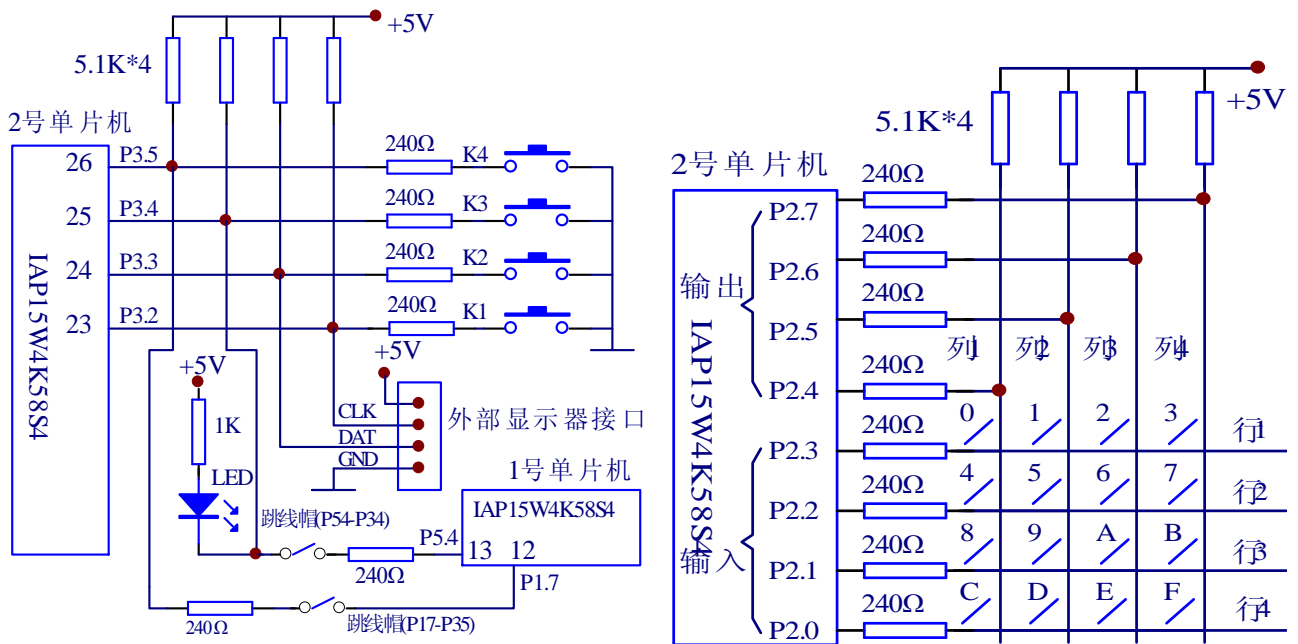 +5V
5.1K*4
2号单片机
26
P3.5
240Ω
K4
25
P3.4
240Ω
K3
24
P3.3
240Ω
K2
23
P3.2
240Ω
K1
IAP15W4K58S4
+5V
+5V
1K
LED
CLK
DAT
GND
外部显示器接口
1号单片机
IAP15W4K58S4
跳线帽(P54-P34)
240Ω
P5.4
13
12
P1.7
240Ω
跳线帽(P17-P35)
+5V
5.1K*4
2号单片机
240Ω
P2.7
240Ω
P2.6
输出
240Ω
P2.5
列1
列2
列3
列4
240Ω
P2.4
IAP15W4K58S4
0
1
2
3
240Ω
P2.3
行1
4
5
6
7
240Ω
P2.2
行2
8
9
A
B
输入
240Ω
P2.1
行3
C
D
E
F
240Ω
P2.0
行4